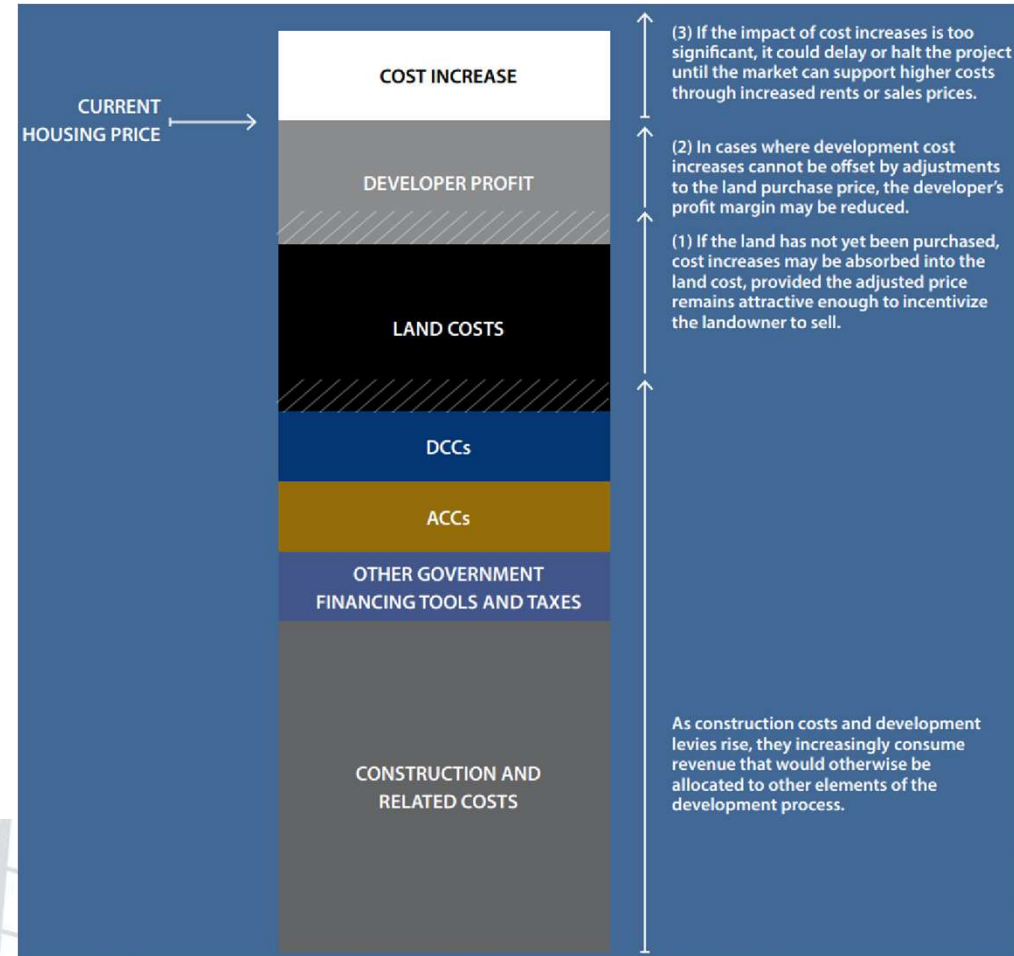 CURRENT
HOUSING PRICE
COST INCREASE
DEVELOPER PROFIT
LAND COSTS
DCCs
ACCs
OTHER GOVERNMENT
FINANCING TOOLS AND TAXES
CONSTRUCTION AND
RELATED COSTS
(3) If the impact of cost increases is too
significant, it could delay or halt the project
until the market can support higher costs
through increased rents or sales prices.
(2) In cases where development cost
increases cannot be offset by adjustments
to the land purchase price, the developer’s
profit margin may be reduced.
(1) If the land has not yet been purchased,
cost increases may be absorbed into the
land cost, provided the adjusted price
remains attractive enough to incentivize
the landowner to sell.
As construction costs and development
levies rise, they increasingly consume
revenue that would otherwise be
allocated to other elements of the
development process.